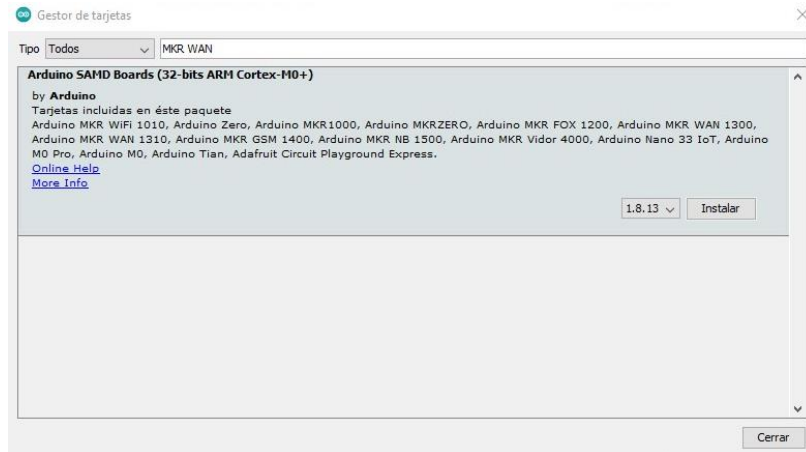 Gestor de tarjetas
Tipo Todos MKR WAN
Arduino SAMD Boards (32-bits ARM Cortex-M0+)
by Arduino
Tarjetas incluidas en éste paquete
Arduino MKR WiFi 1010, Arduino Zero, Arduino MKR1000, Arduino MKRZERO, Arduino MKR FOX 1200, Arduino MKR WAN 1300,
Arduino MKR WAN 1310, Arduino MKR GSM 1400, Arduino MKR NB 1500, Arduino MKR Vidor 4000, Arduino Nano 33 IoT, Arduino
M0 Pro, Arduino M0, Arduino Tian, Adafruit Circuit Playground Express.
Online Help
More Info
1.8.13 Instalar
Cerrar